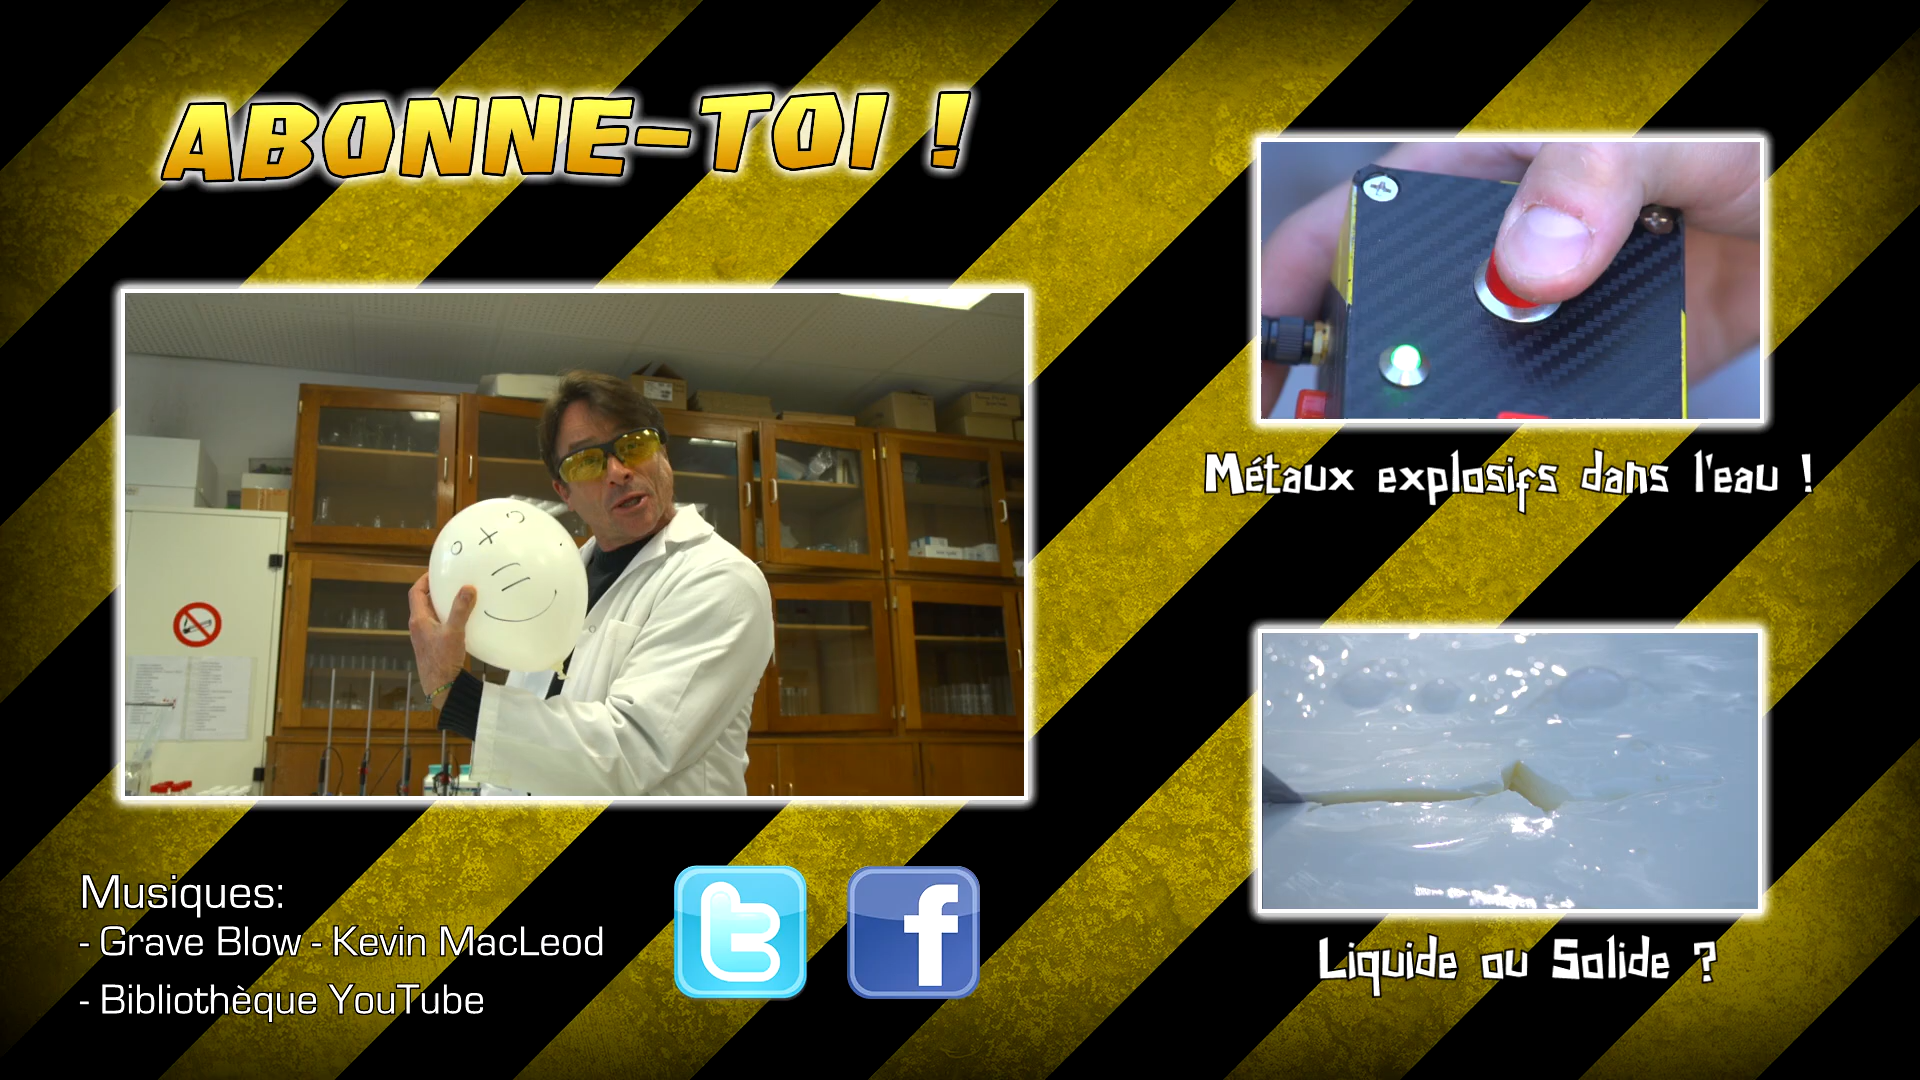 ABONNE-TOI !
Métaux explosifs dans l'eau !
Liquide ou Solide ?
Musiques:
- Grave Blow - Kevin MacLeod
- Bibliothèque YouTube